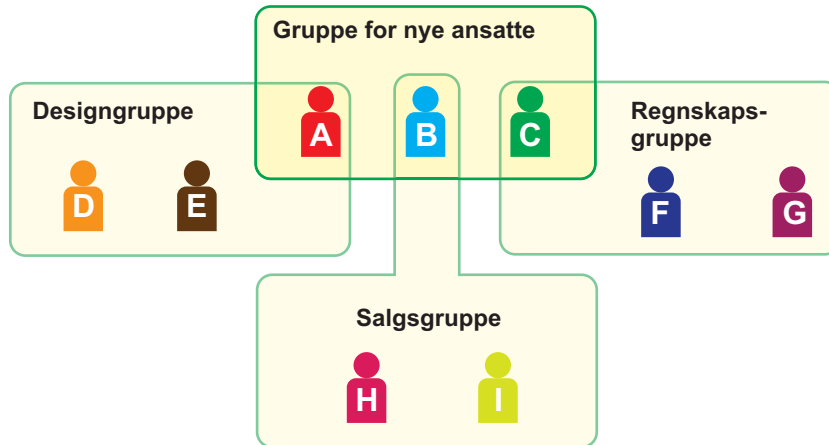 Gruppe for nye ansatte
Designgruppe
Regnskaps-
gruppe
A
B
C
D
E
F
G
Salgsgruppe
H
I